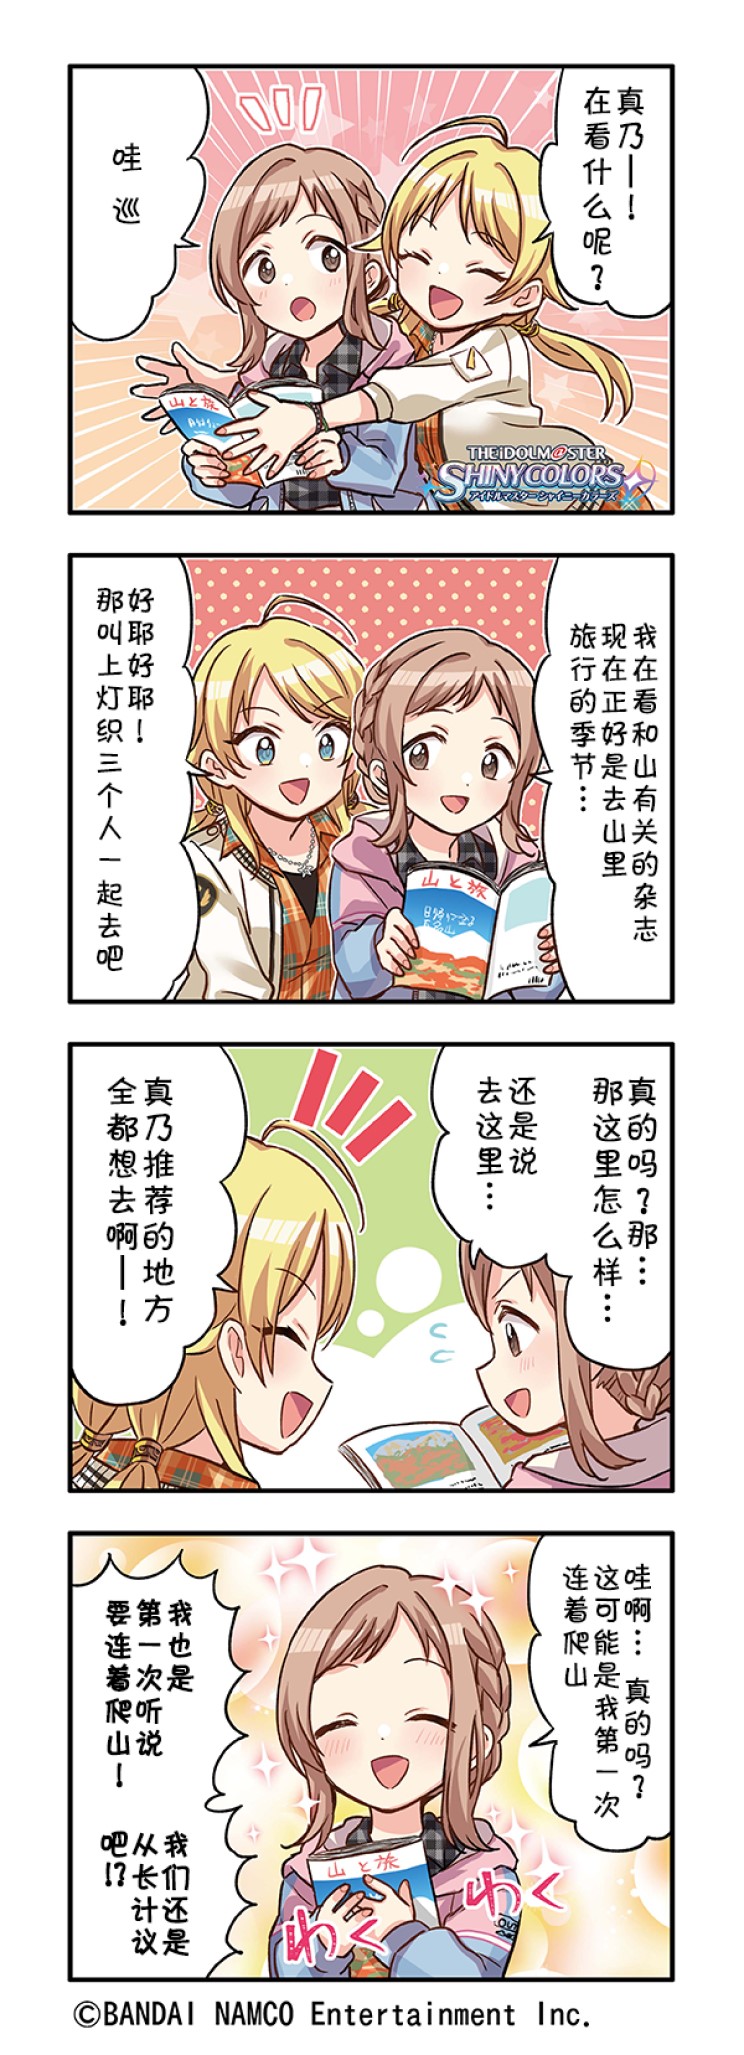 真乃—！
在看什么呢？
哇
巡
山と旅
THE iDOLM@STER
SHINYCOLORS
アイドルマスター シャイニーカラーズ
我在看和山有关的杂志
现在正好是去山里
旅行的季节…
好耶好耶！
那叫上灯织三个人一起去吧
山と旅
真的吗？那…
那这里怎么样…
还是说
去这里…
真乃推荐的地方
全都想去啊—！
哇啊… 真的吗？
这可能是我第一次
连着爬山
我也是
第一次听说
要连着爬山！
我们还是
从长计议
吧!?
山と旅
わく
わく
©BANDAI NAMCO Entertainment Inc.